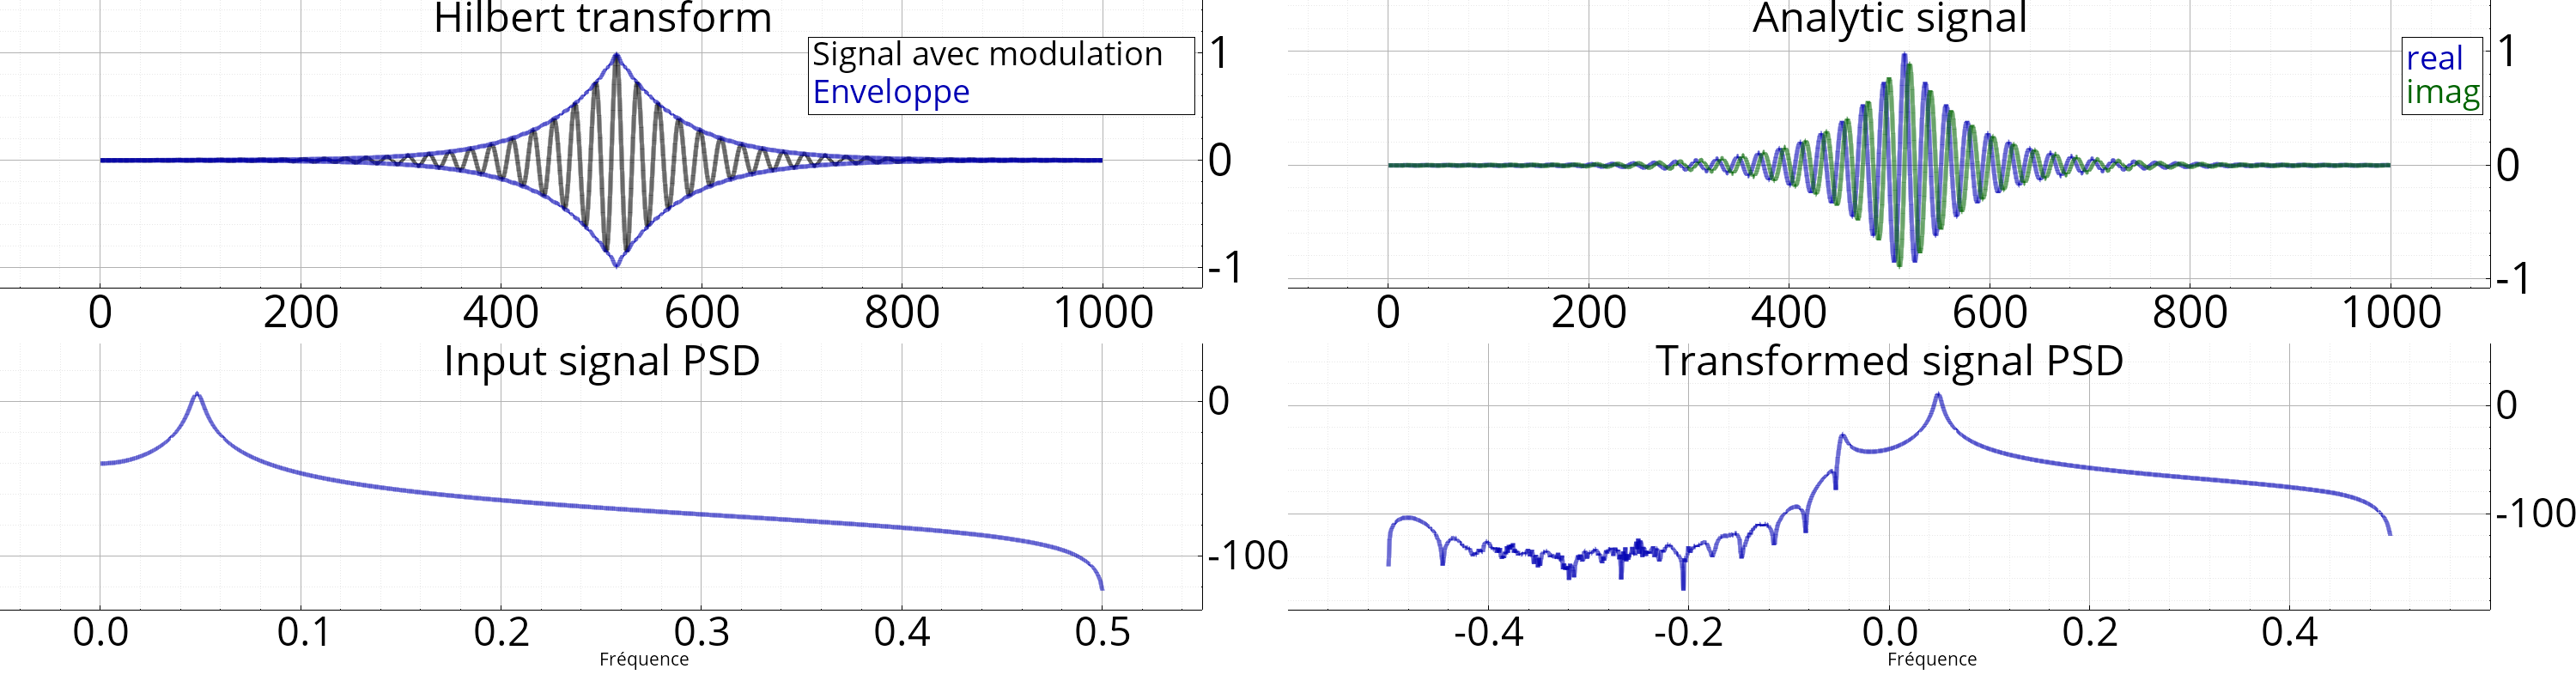 Hilbert transform
Signal avec modulation
Enveloppe
1
0
-1
0 200 400 600 800 1000
Analytic signal
real
imag
1
0
-1
0 200 400 600 800 1000
Input signal PSD
0
-100
0.0 0.1 0.2 0.3 0.4 0.5
Fréquence
Transformed signal PSD
0
-100
-0.4 -0.2 0.0 0.2 0.4
Fréquence